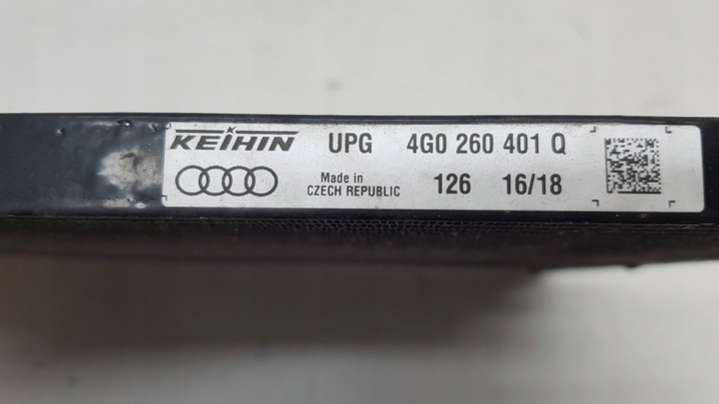 KEIHIN UPG 4G0 260 401 Q
Made in
CZECH REPUBLIC 126 16/18